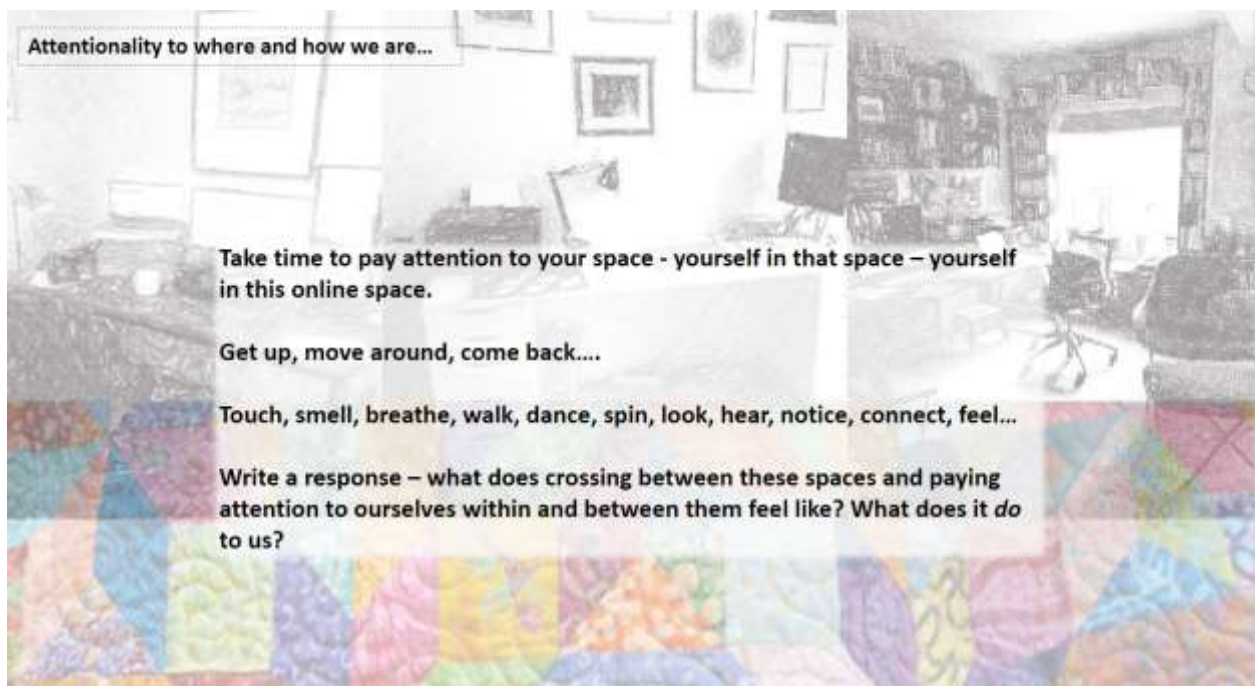 Attentionality to where and how we are...
Take time to pay attention to your space - yourself in that space – yourself
in this online space.
Get up, move around, come back....
Touch, smell, breathe, walk, dance, spin, look, hear, notice, connect, feel...
Write a response – what does crossing between these spaces and paying
attention to ourselves within and between them feel like? What does it do
to us?